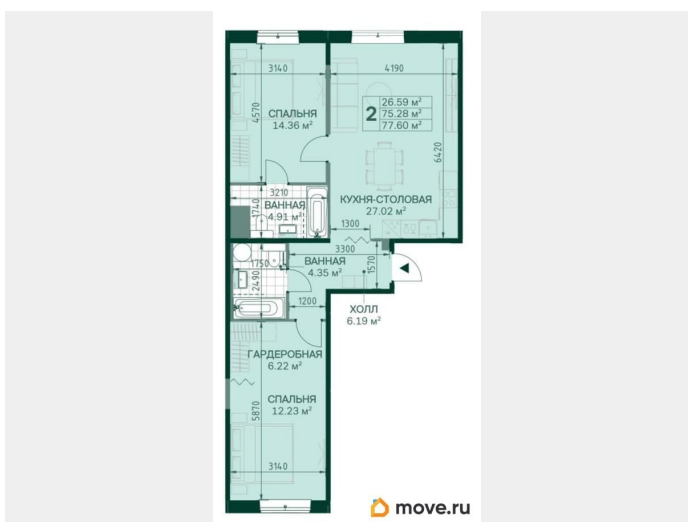 3140
4190
2
26.59 м²
75.28 м²
77.60 м²
4570
СПАЛЬНЯ
14.36 м²
6420
3210
1740
ВАННАЯ
4.91 м²
КУХНЯ-СТОЛОВАЯ
27.02 м²
1300
3300
1750
ВАННАЯ
4.35 м²
1570
2490
1200
ХОЛЛ
6.19 м²
ГАРДЕРОБНАЯ
6.22 м²
5870
СПАЛЬНЯ
12.23 м²
3140
move.ru